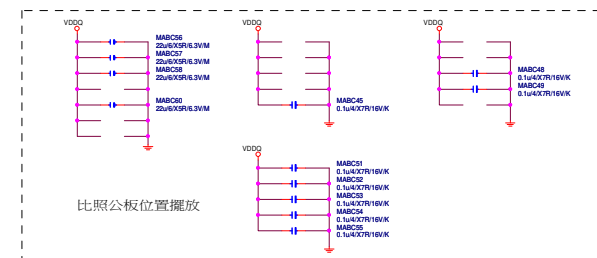 VDDQ
MABC56
22u/6/X5R/6.3V/M
MABC57
22u/6/X5R/6.3V/M
MABC58
22u/6/X5R/6.3V/M
MABC60
22u/6/X5R/6.3V/M
VDDQ
MABC45
0.1u/4/X7R/16V/K
VDDQ
MABC48
0.1u/4/X7R/16V/K
MABC49
0.1u/4/X7R/16V/K
VDDQ
MABC51
0.1u/4/X7R/16V/K
MABC52
0.1u/4/X7R/16V/K
MABC53
0.1u/4/X7R/16V/K
MABC54
0.1u/4/X7R/16V/K
MABC55
0.1u/4/X7R/16V/K
比照公板位置擺放